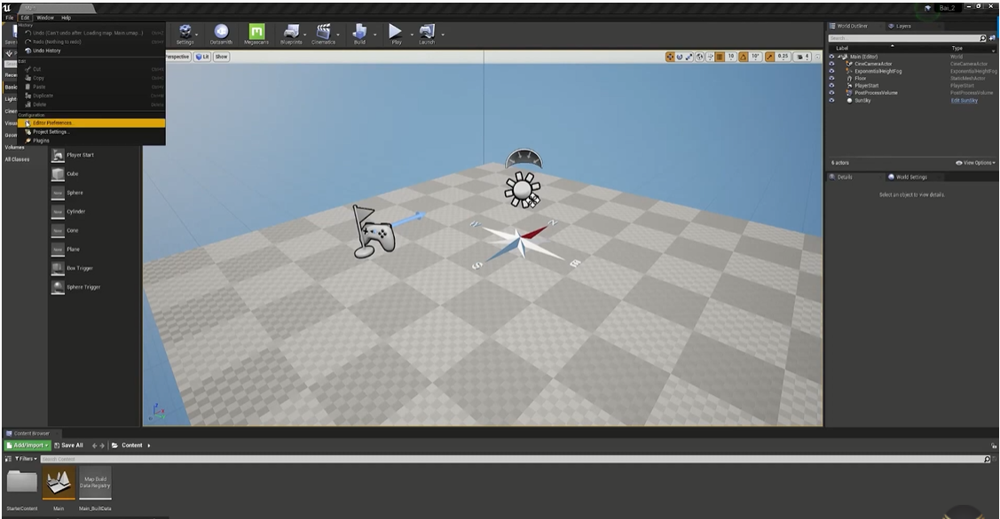 Main
Bai_2
File Edit Window Help
History
Undo (Can't undo after: Loading map: Main.umap...)
Redo (Nothing to redo)
Undo History
Edit
Cut
Copy
Paste
Duplicate
Delete
Configuration
Editor Preferences...
Project Settings...
Plugins
Settings
Datasmith
Megascans
Blueprints
Cinematics
Build
Play
Launch
Perspective
Lit
Show
10
10°
0.25
4
Volumes
All Classes
Player Start
Cube
Sphere
Cylinder
Cone
Plane
Box Trigger
Sphere Trigger
World Outliner
Layers
Search...
Label Type
Main (Editor) World
CineCameraActor CineCameraActor
ExponentialHeightFog ExponentialHeightFog
Floor StaticMeshActor
PlayerStart PlayerStart
PostProcessVolume PostProcessVolume
SunSky Edit SunSky
6 actors
View Options
Details
World Settings
Select an object to view details.
Content Browser
Add/Import
Save All
Content
Filters
Search Content
Map Build
Data Registry
StarterContent
Main
Main_BuiltData